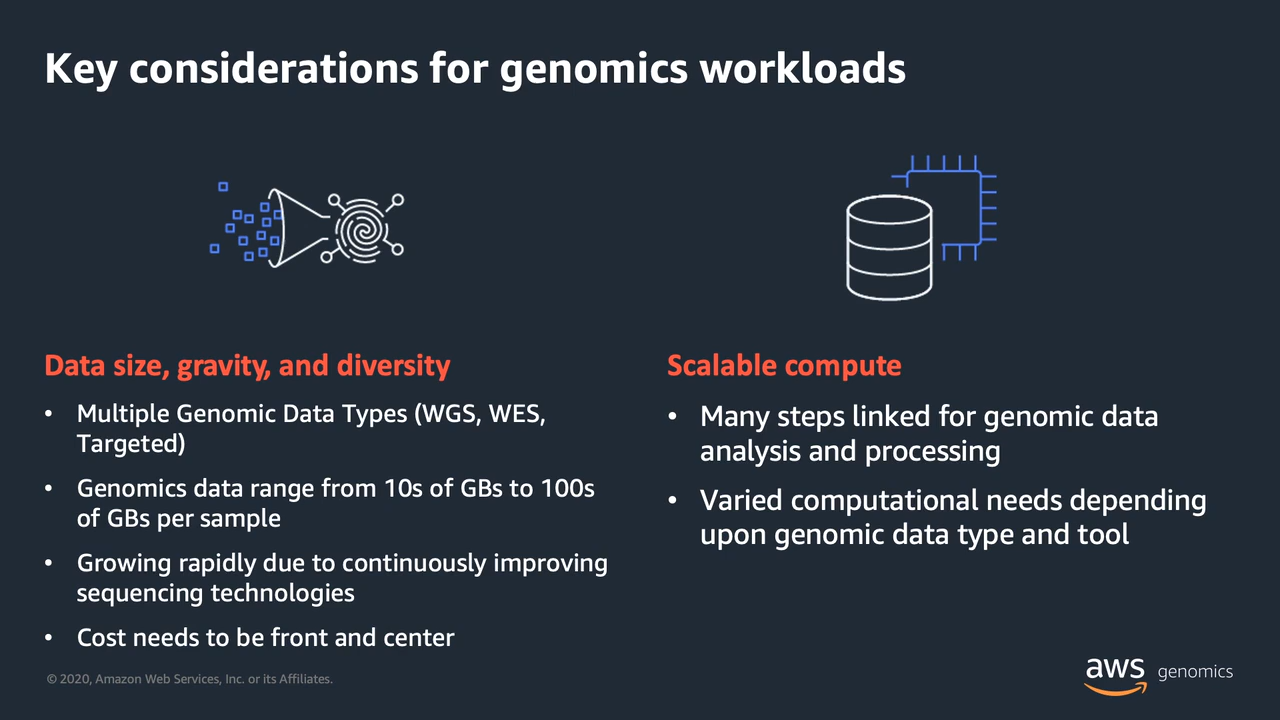 Key considerations for genomics workloads
Data size, gravity, and diversity
• Multiple Genomic Data Types (WGS, WES,
Targeted)
• Genomics data range from 10s of GBs to 100s
of GBs per sample
• Growing rapidly due to continuously improving
sequencing technologies
• Cost needs to be front and center
Scalable compute
• Many steps linked for genomic data
analysis and processing
• Varied computational needs depending
upon genomic data type and tool
© 2020, Amazon Web Services, Inc. or its Affiliates.
aws genomics